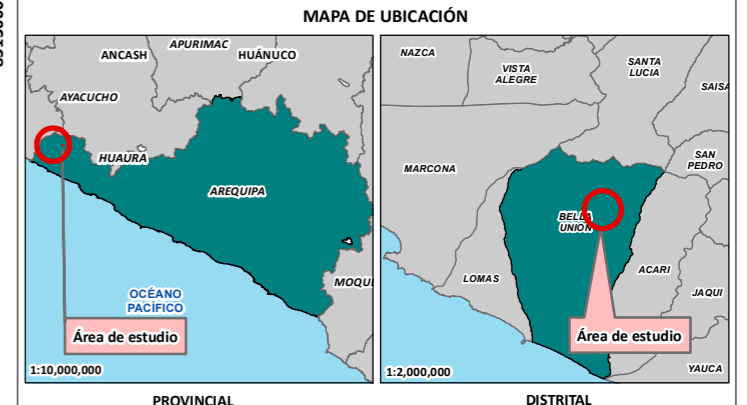 MAPA DE UBICACIÓN
ANCASH
APURIMAC
HUÁNUCO
AYACUCHO
HUAURA
AREQUIPA
MOQU
OCÉANO
PACÍFICO
Área de estudio
1:10,000,000
PROVINCIAL
NAZCA
VISTA
ALEGRE
SANTA
LUCIA
SAISA
SAN
PEDRO
MARCONA
BELLA
UNION
LOMAS
ACARI
JAQUI
Área de estudio
YAUCA
1:2,000,000
DISTRITAL